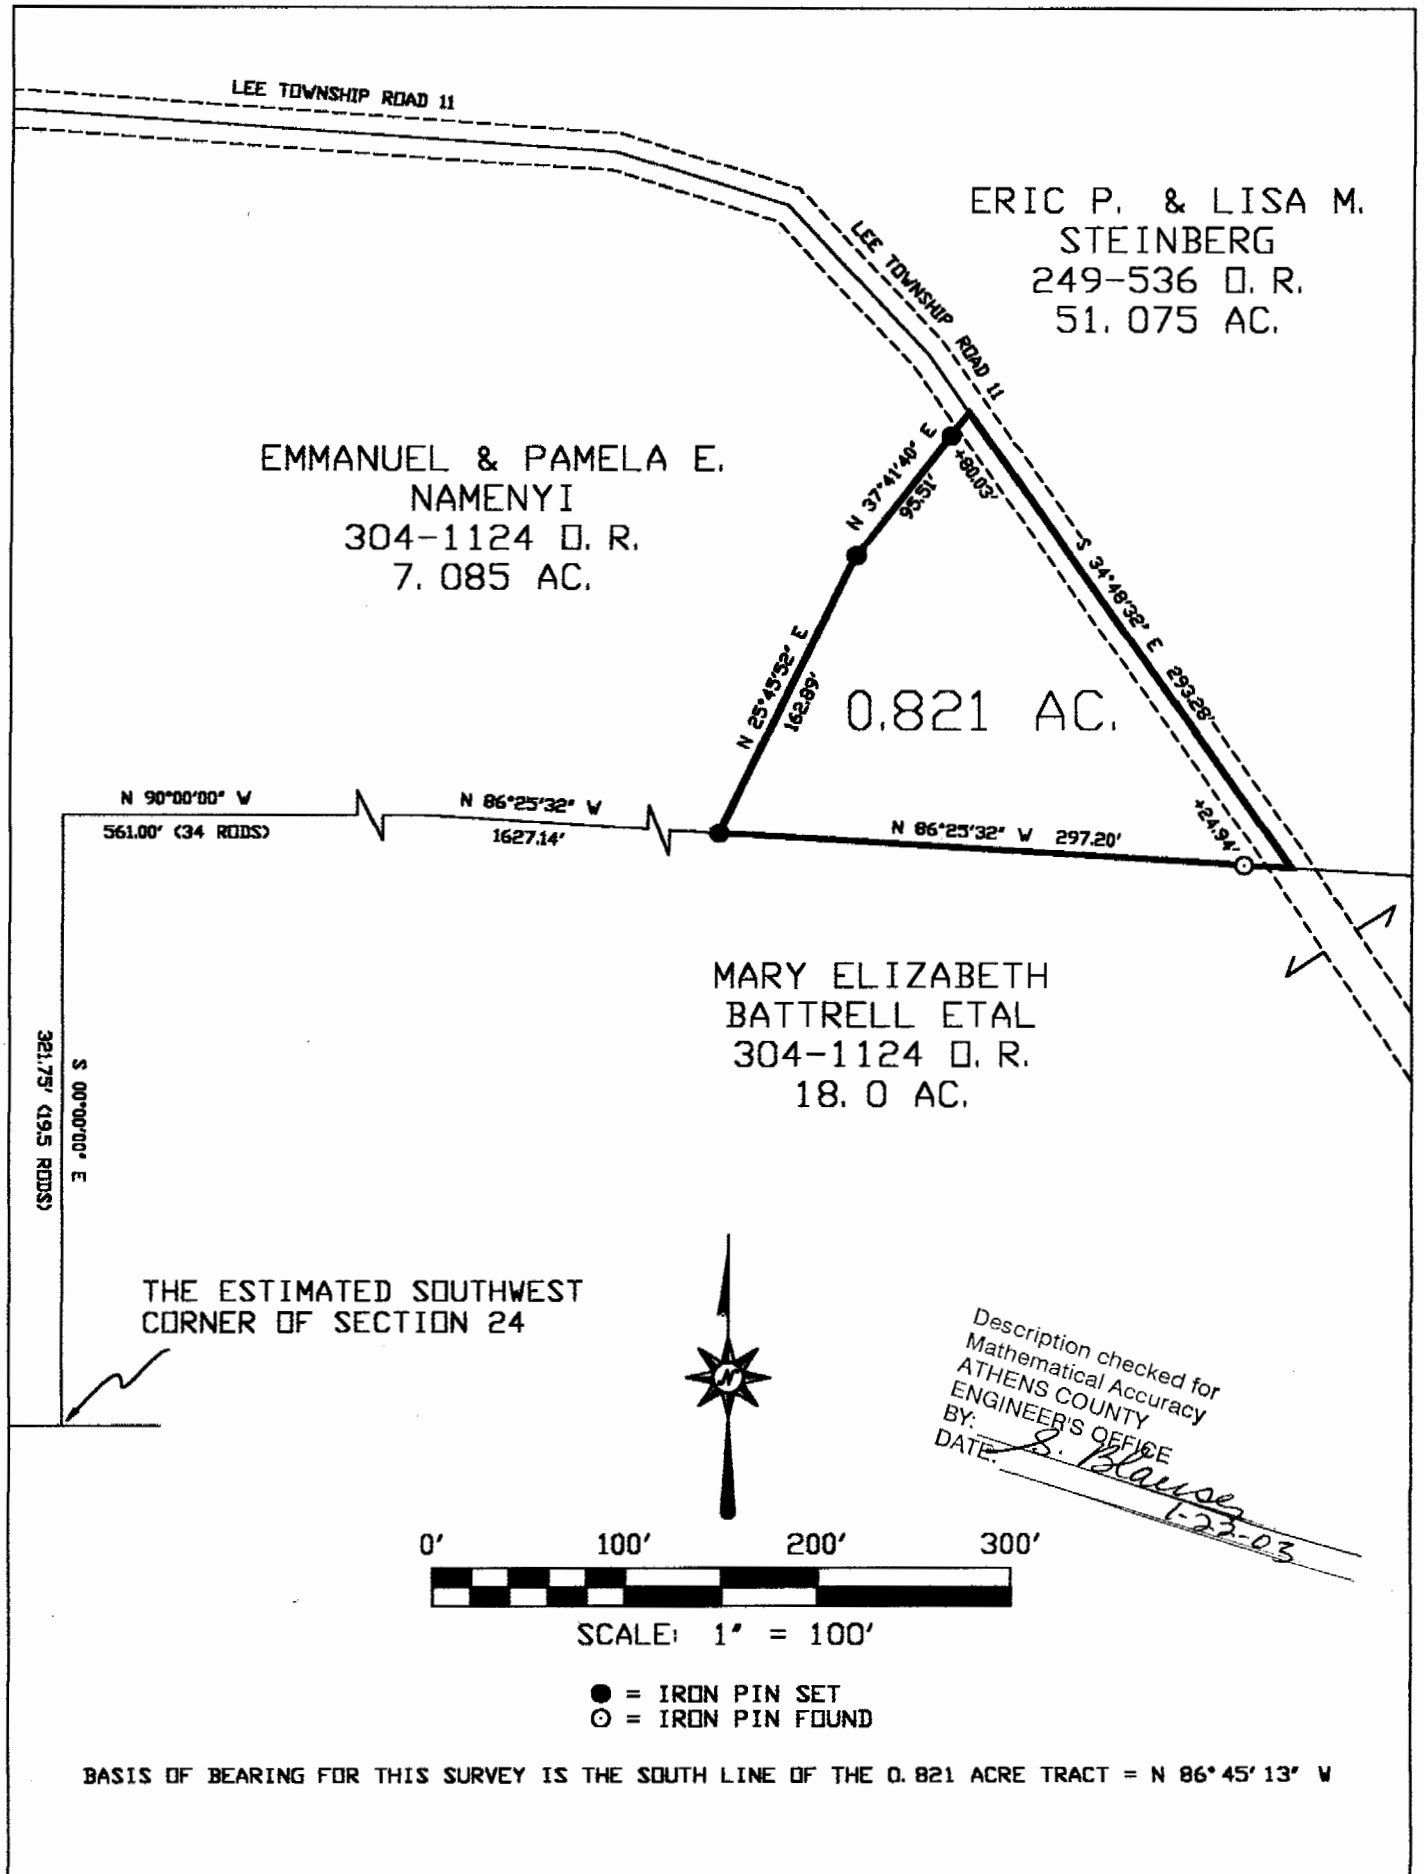 LEE TOWNSHIP ROAD 11
ERIC P. & LISA M.
STEINBERG
249-536 O. R.
51. 075 AC.
LEE TOWNSHIP ROAD 11
EMMANUEL & PAMELA E.
NAMENYI
304-1124 O. R.
7. 085 AC.
N 37°41'40" E
95.51'
+80.03'
S 34°48'32" E 293.28'
N 25°45'52" E
162.89'
0.821 AC.
N 90°00'00" W
561.00' (34 RODS)
N 86°25'32" W
1627.14'
N 86°25'32" W 297.20'
+24.94'
MARY ELIZABETH
BATTRELL ETAL
304-1124 O. R.
18. 0 AC.
S 00°00'00" E
321.75' (19.5 RODS)
THE ESTIMATED SOUTHWEST
CORNER OF SECTION 24
N
Description checked for
Mathematical Accuracy
ATHENS COUNTY
ENGINEER'S OFFICE
BY: S.
DATE: 1-23-03
0' 100' 200' 300'
SCALE: 1" = 100'
= IRON PIN SET
= IRON PIN FOUND
BASIS OF BEARING FOR THIS SURVEY IS THE SOUTH LINE OF THE 0. 821 ACRE TRACT = N 86°45'13" W